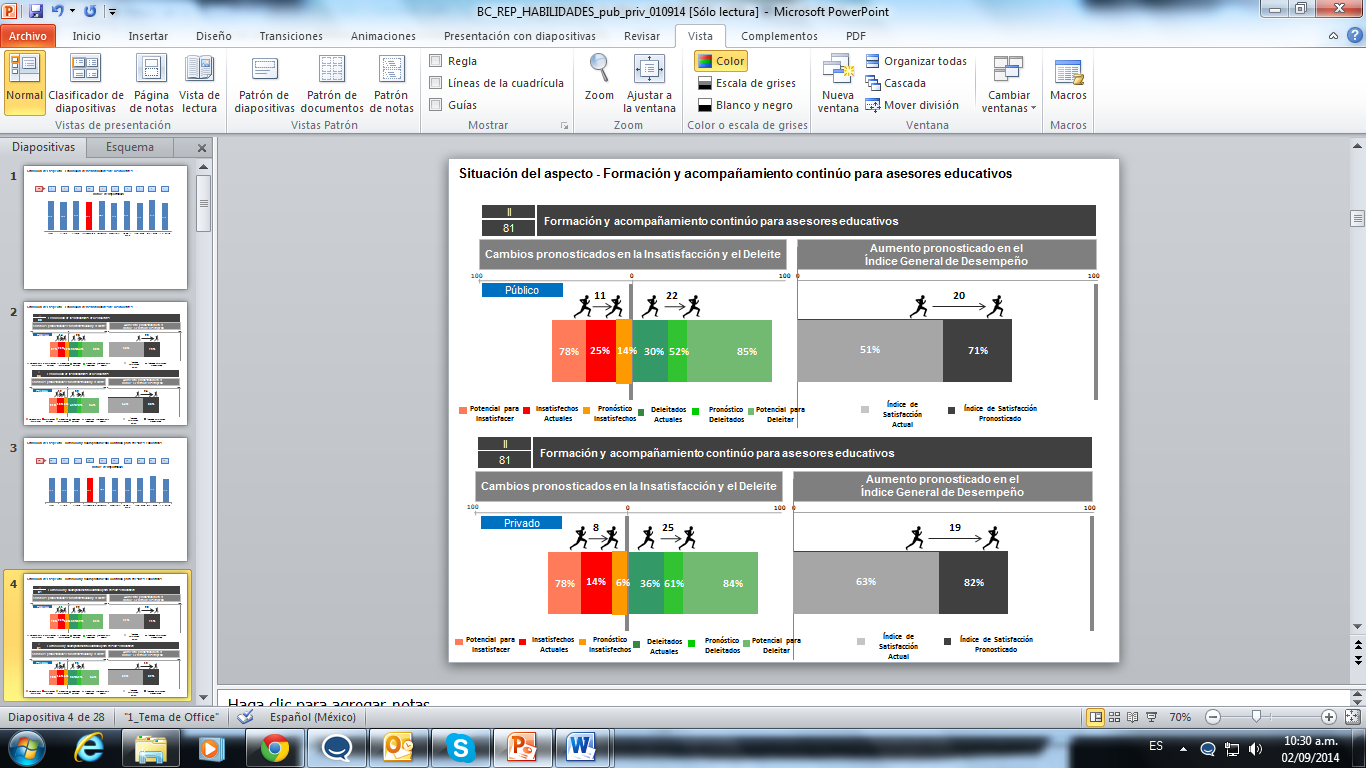 BC_REP_HABILIDADES_pub_priv_010914 [Sólo lectura] - Microsoft PowerPoint
Archivo Inicio Insertar Diseño Transiciones Animaciones Presentación con diapositivas Revisar Vista Complementos PDF
Normal
Clasificador de diapositivas
Página de notas
Vista de lectura
Vistas de presentación
Patrón de diapositivas
Patrón de documentos
Patrón de notas
Vistas Patrón
Regla
Líneas de la cuadrícula
Guías
Mostrar
Zoom
Ajustar a la ventana
Zoom
Color
Escala de grises
Blanco y negro
Color o escala de grises
Nueva ventana
Organizar todas
Cascada
Mover división
Cambiar ventanas
Ventana
Macros
Macros
Diapositivas Esquema
1
2
3
4
Situación del aspecto - Formación y acompañamiento continúo para asesores educativos
II
81
Formación y acompañamiento continúo para asesores educativos
Cambios pronosticados en la Insatisfacción y el Deleite
Aumento pronosticado en el
Índice General de Desempeño
100 0 100 0 100
Público
11 22 20
78% 25% 14% 30% 52% 85% 51% 71%
Potencial para Insatisfacer
Insatisfechos Actuales
Pronóstico Insatisfechos
Deleitados Actuales
Pronóstico Deleitados
Potencial para Deleitar
Índice de Satisfacción Actual
Índice de Satisfacción Pronosticado
II
81
Formación y acompañamiento continúo para asesores educativos
Cambios pronosticados en la Insatisfacción y el Deleite
Aumento pronosticado en el
Índice General de Desempeño
100 0 100 0 100
Privado
8 25 19
78% 14% 6% 36% 61% 84% 63% 82%
Potencial para Insatisfacer
Insatisfechos Actuales
Pronóstico Insatisfechos
Deleitados Actuales
Pronóstico Deleitados
Potencial para Deleitar
Índice de Satisfacción Actual
Índice de Satisfacción Pronosticado
Haga clic para agregar notas
Diapositiva 4 de 28 "1_Tema de Office" Español (México) 70%
ES 10:30 a.m.
02/09/2014